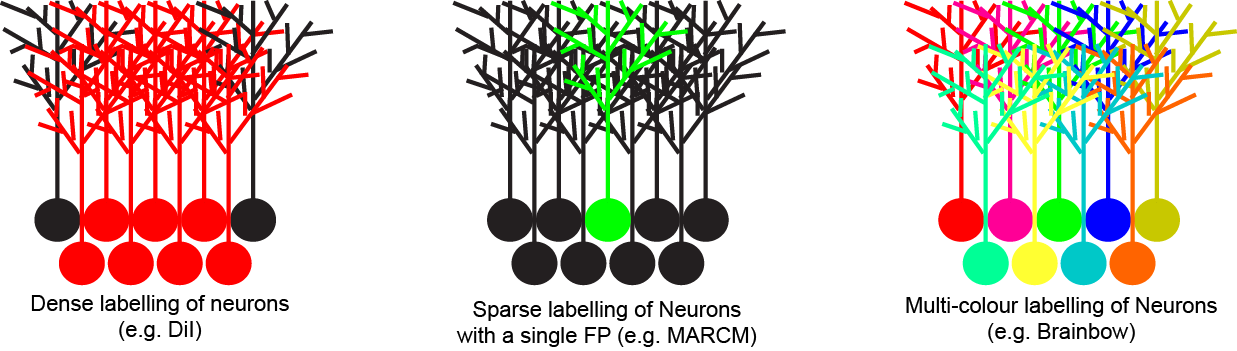 Dense labelling of neurons
(e.g. DiI)
Sparse labelling of Neurons
with a single FP (e.g. MARCM)
Multi-colour labelling of Neurons
(e.g. Brainbow)